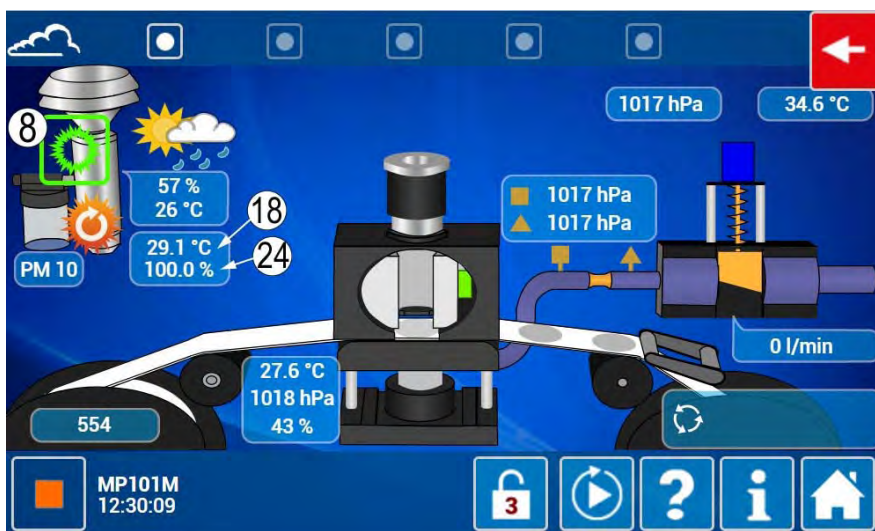 1017 hPa
34.6 °C
8
57 %
26 °C
18
29.1 °C
100.0 %
24
PM 10
1017 hPa
1017 hPa
0 l/min
27.6 °C
1018 hPa
43 %
554
MP101M
12:30:09
3
?
i